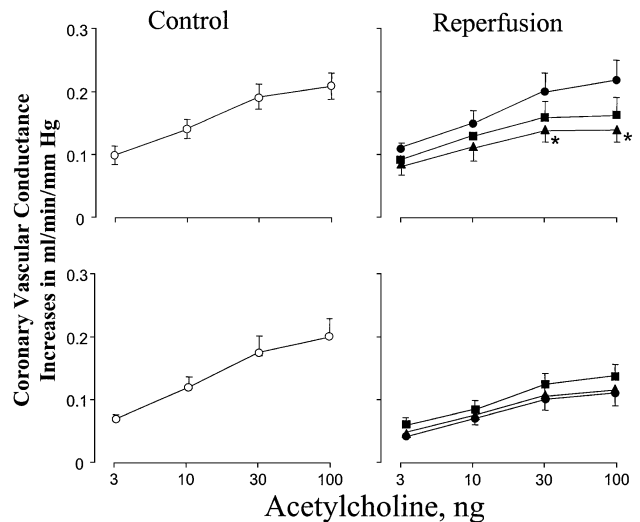 Control
Reperfusion
Coronary Vascular Conductance
Increases in ml/min/mm Hg
0.3
0.2
0.1
0
*
*
0.3
0.2
0.1
0
3 10 30 100
3 10 30 100
Acetylcholine, ng